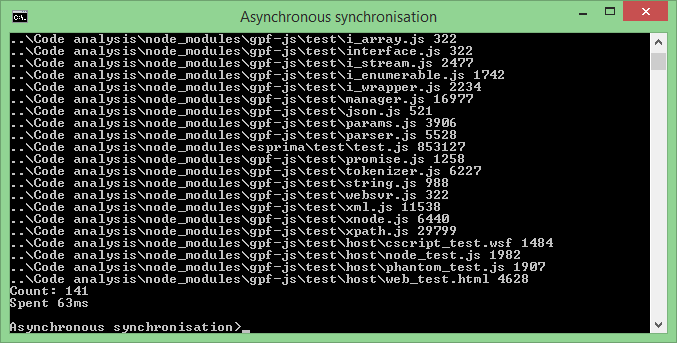 Asynchronous synchronisation
..\Code analysis\node_modules\gpf-js\test\i_array.js 322
..\Code analysis\node_modules\gpf-js\test\interface.js 322
..\Code analysis\node_modules\gpf-js\test\i_stream.js 2477
..\Code analysis\node_modules\gpf-js\test\i_enumerable.js 1742
..\Code analysis\node_modules\gpf-js\test\i_wrapper.js 2234
..\Code analysis\node_modules\gpf-js\test\manager.js 16977
..\Code analysis\node_modules\gpf-js\test\json.js 521
..\Code analysis\node_modules\gpf-js\test\params.js 3906
..\Code analysis\node_modules\gpf-js\test\parser.js 5528
..\Code analysis\node_modules\esprima\test\test.js 853127
..\Code analysis\node_modules\gpf-js\test\promise.js 1258
..\Code analysis\node_modules\gpf-js\test\tokenizer.js 6227
..\Code analysis\node_modules\gpf-js\test\string.js 988
..\Code analysis\node_modules\gpf-js\test\websvr.js 322
..\Code analysis\node_modules\gpf-js\test\xml.js 11538
..\Code analysis\node_modules\gpf-js\test\xnode.js 6440
..\Code analysis\node_modules\gpf-js\test\xpath.js 29799
..\Code analysis\node_modules\gpf-js\test\host\cscript_test.wsf 1484
..\Code analysis\node_modules\gpf-js\test\host\node_test.js 1982
..\Code analysis\node_modules\gpf-js\test\host\phantom_test.js 1907
..\Code analysis\node_modules\gpf-js\test\host\web_test.html 4628
Count: 141
Spent 63ms
Asynchronous synchronisation>_